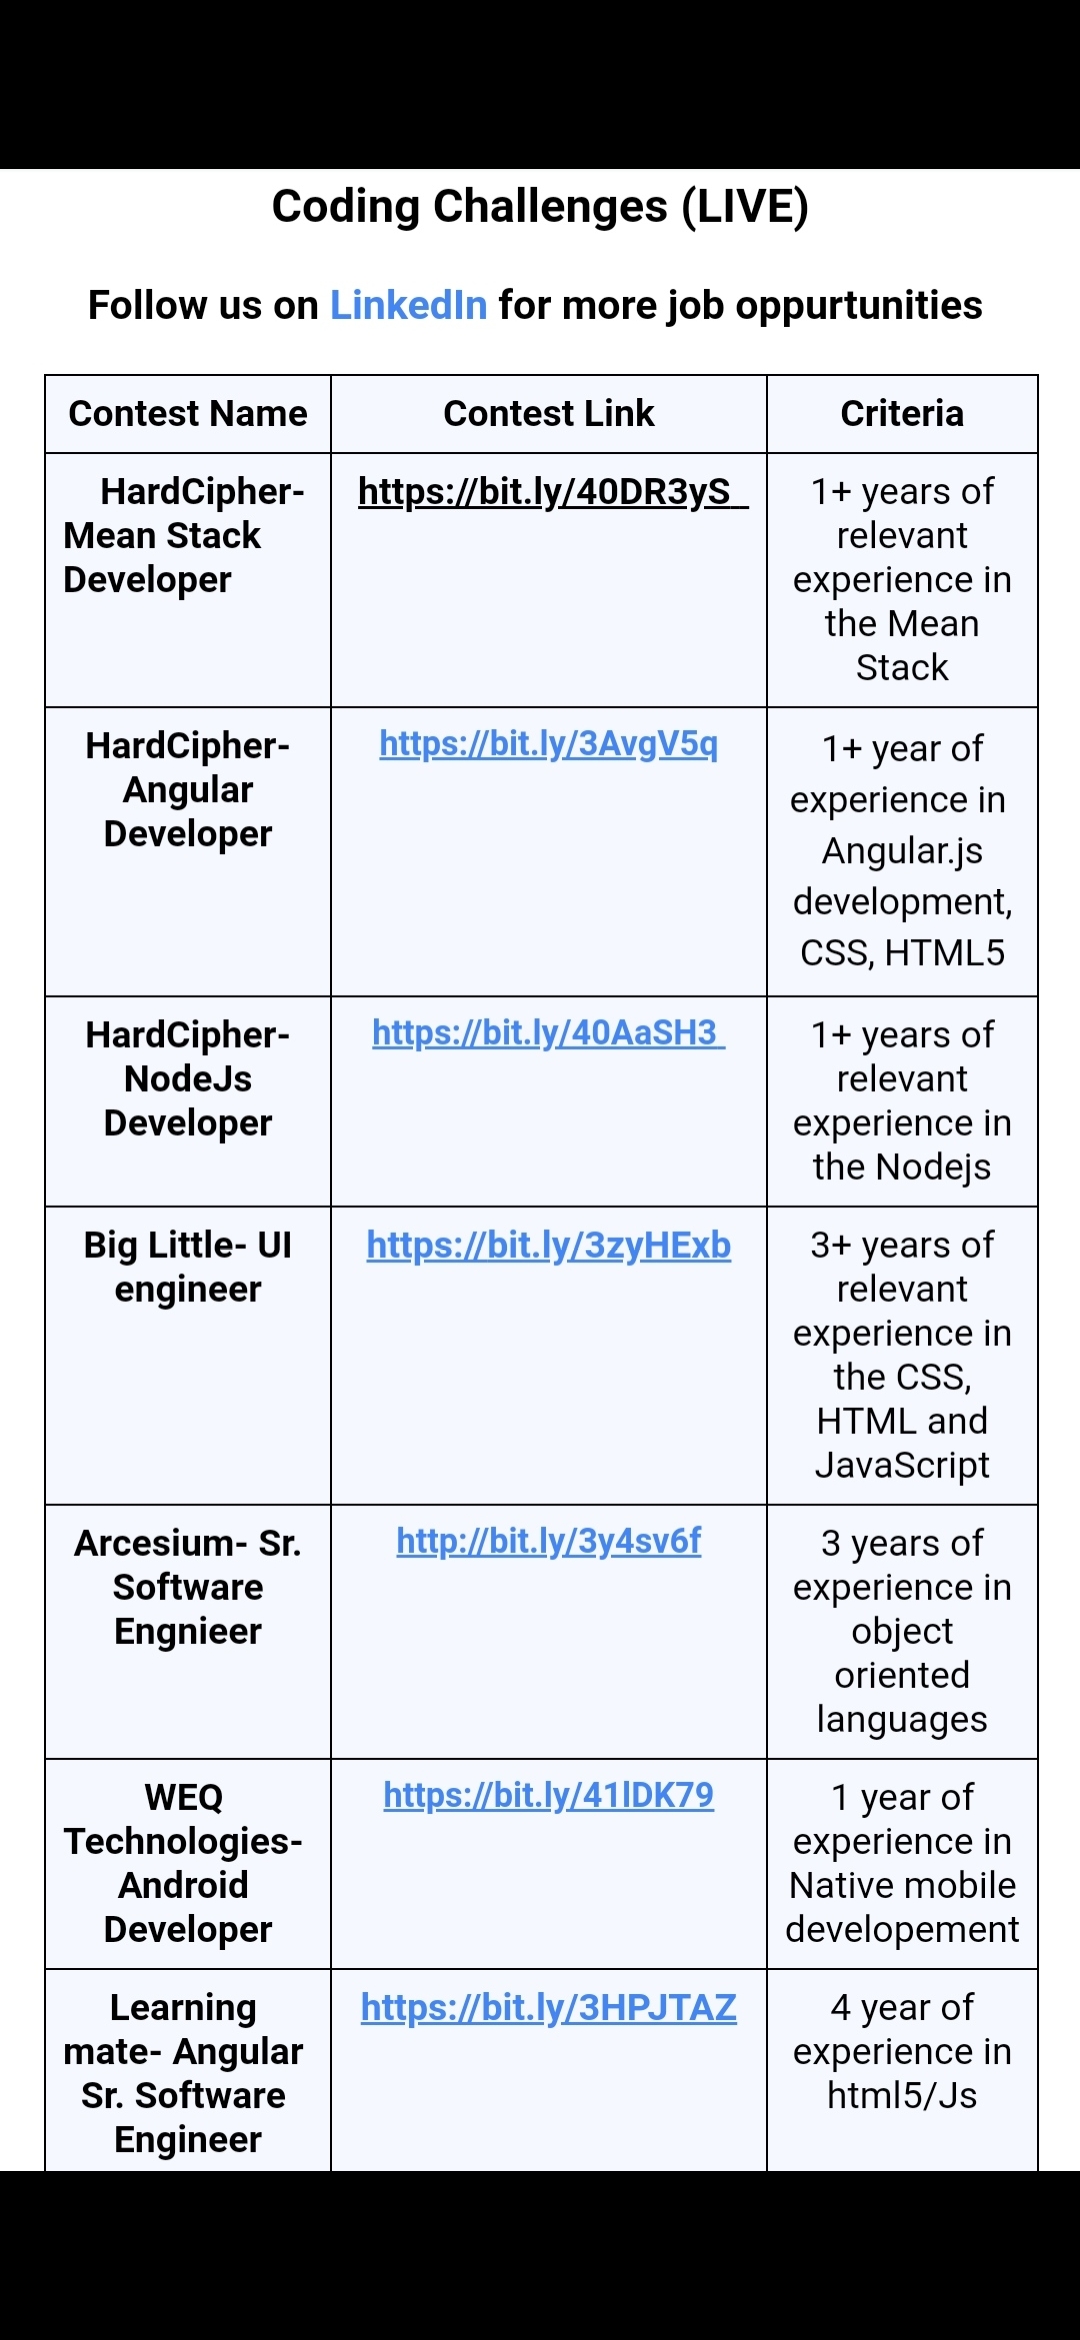 Coding Challenges (LIVE)
Follow us on LinkedIn for more job oppurtunities
Contest Name
Contest Link
Criteria
HardCipher-
Mean Stack
Developer
https://bit.ly/40DR3yS
1+ years of
relevant
experience in
the Mean
Stack
HardCipher-
Angular
Developer
https://bit.ly/3AvgV5q
1+ year of
experience in
Angular.js
development,
CSS, HTML5
HardCipher-
NodeJs
Developer
https://bit.ly/40AaSH3
1+ years of
relevant
experience in
the Nodejs
Big Little- UI
engineer
https://bit.ly/3zyHExb
3+ years of
relevant
experience in
the CSS,
HTML and
JavaScript
Arcesium- Sr.
Software
Engnieer
http://bit.ly/3y4sv6f
3 years of
experience in
object
oriented
languages
WEQ
Technologies-
Android
Developer
https://bit.ly/41lDK79
1 year of
experience in
Native mobile
developement
Learning
mate- Angular
Sr. Software
Engineer
https://bit.ly/3HPJTAZ
4 year of
experience in
html5/Js